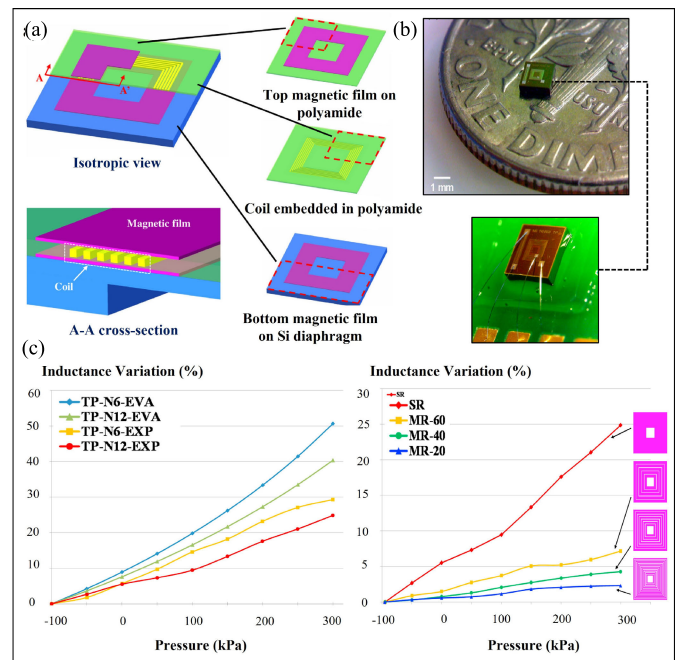 (a)
(b)
A
A'
Isotropic view
Top magnetic film on
polyamide
Coil embedded in polyamide
Magnetic film
Coil
A-A cross-section
Bottom magnetic film
on Si diaphragm
ONE DIME
1 mm
(c)
Inductance Variation (%)
60
50
40
30
20
10
0
TP-N6-EVA
TP-N12-EVA
TP-N6-EXP
TP-N12-EXP
-100
0
100
200
300
Pressure (kPa)
Inductance Variation (%)
30
25
20
15
10
5
0
SR
SR
MR-60
MR-40
MR-20
-100
0
100
200
300
Pressure (kPa)